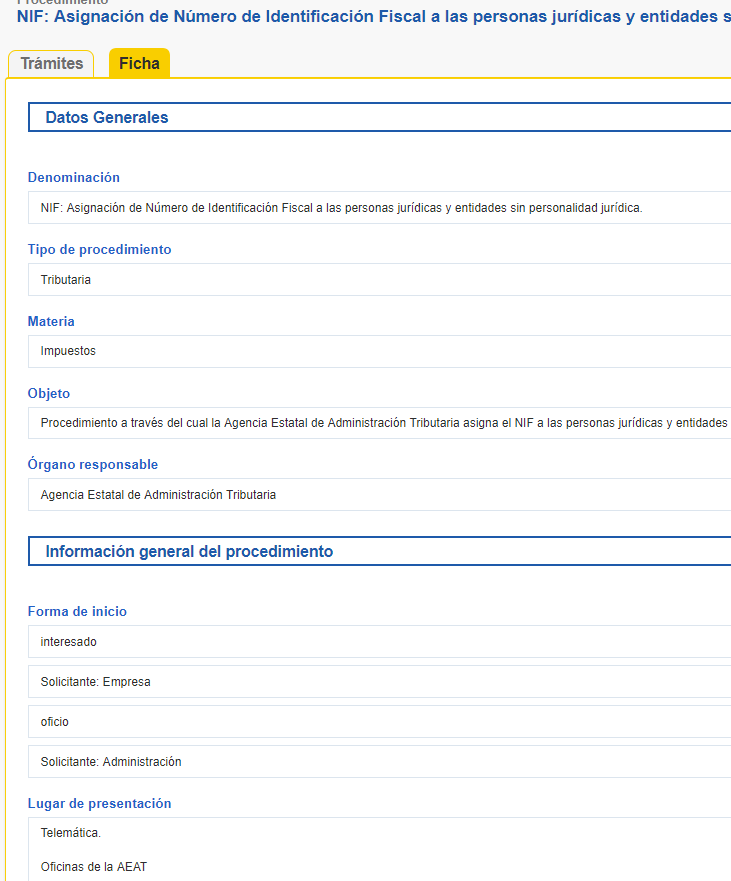 Procedimiento
NIF: Asignación de Número de Identificación Fiscal a las personas jurídicas y entidades s
Trámites
Ficha
Datos Generales
Denominación
NIF: Asignación de Número de Identificación Fiscal a las personas jurídicas y entidades sin personalidad jurídica.
Tipo de procedimiento
Tributaria
Materia
Impuestos
Objeto
Procedimiento a través del cual la Agencia Estatal de Administración Tributaria asigna el NIF a las personas jurídicas y entidades
Órgano responsable
Agencia Estatal de Administración Tributaria
Información general del procedimiento
Forma de inicio
interesado
Solicitante: Empresa
oficio
Solicitante: Administración
Lugar de presentación
Telemática.
Oficinas de la AEAT